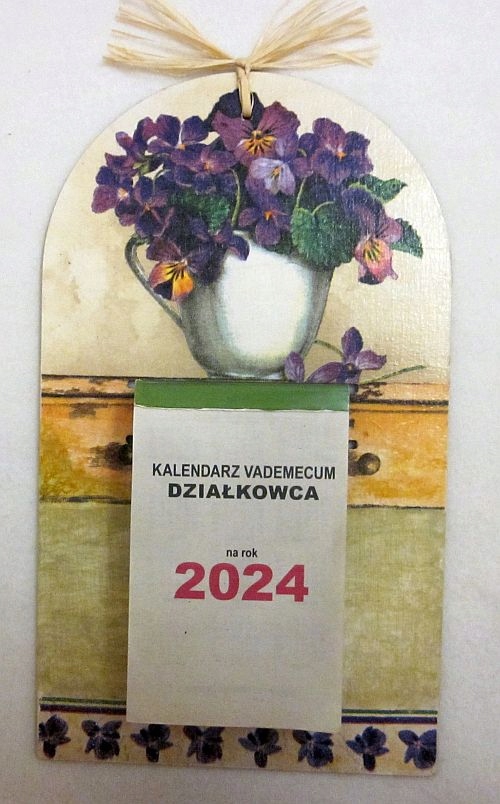 KALENDARZ VADEMECUM
DZIAŁKOWCA
na rok
2024